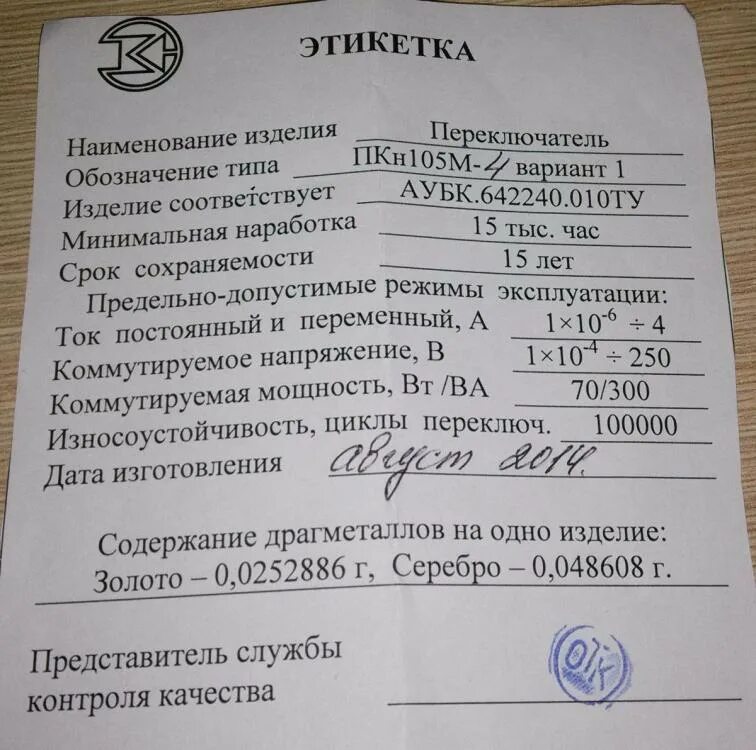 ЭТИКЕТКА
Наименование изделия Переключатель
Обозначение типа ПКн105М-4 вариант 1
Изделие соответствует АУБК.642240.010ТУ
Минимальная наработка 15 тыс. час
Срок сохраняемости 15 лет
Предельно-допустимые режимы эксплуатации:
Ток постоянный и переменный, А 1×10⁻⁶ ÷ 4
Коммутируемое напряжение, В 1×10⁻⁴ ÷ 250
Коммутируемая мощность, Вт /ВА 70/300
Износоустойчивость, циклы переключ. 100000
Дата изготовления август 2014.
Содержание драгметаллов на одно изделие:
Золото – 0,0252886 г, Серебро – 0,048608 г.
Представитель службы
контроля качества
ОТК